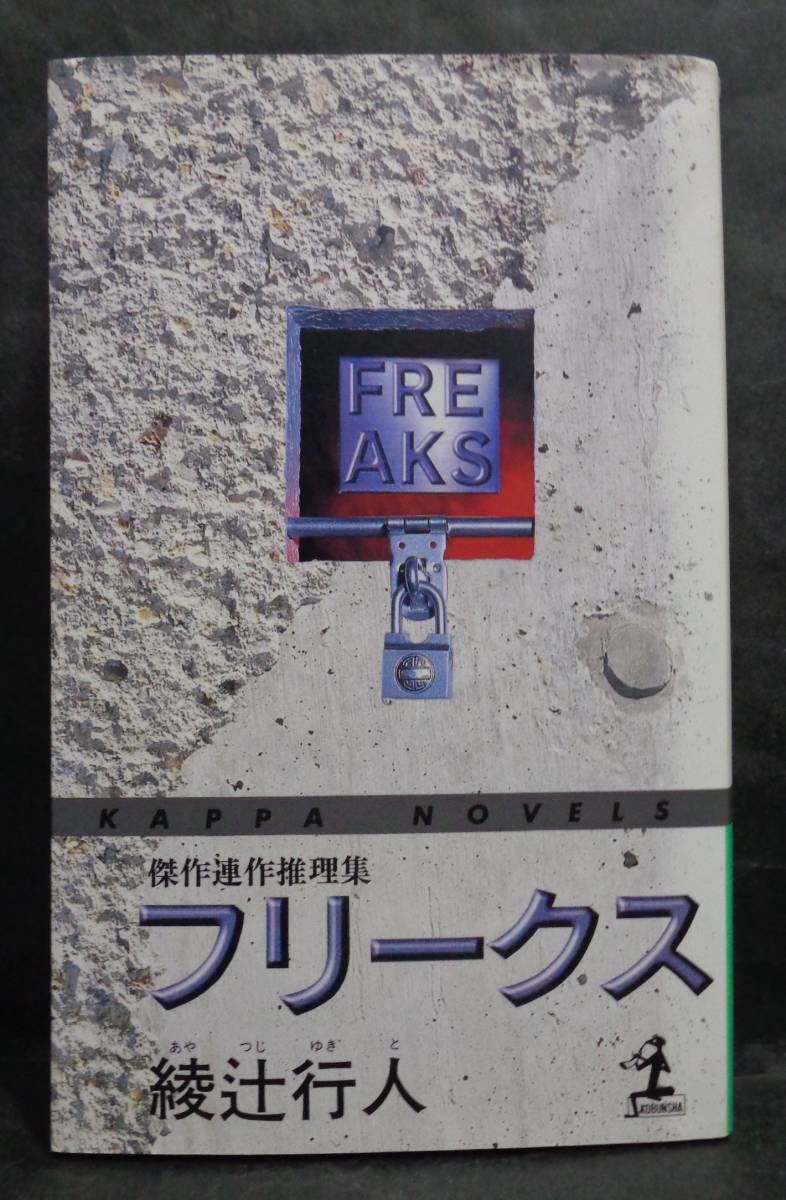 FRE
AKS
KAPPA NOVELS
傑作連作推理集
フリークス
あや つじ ゆき と
綾辻行人
KOBUNSHA